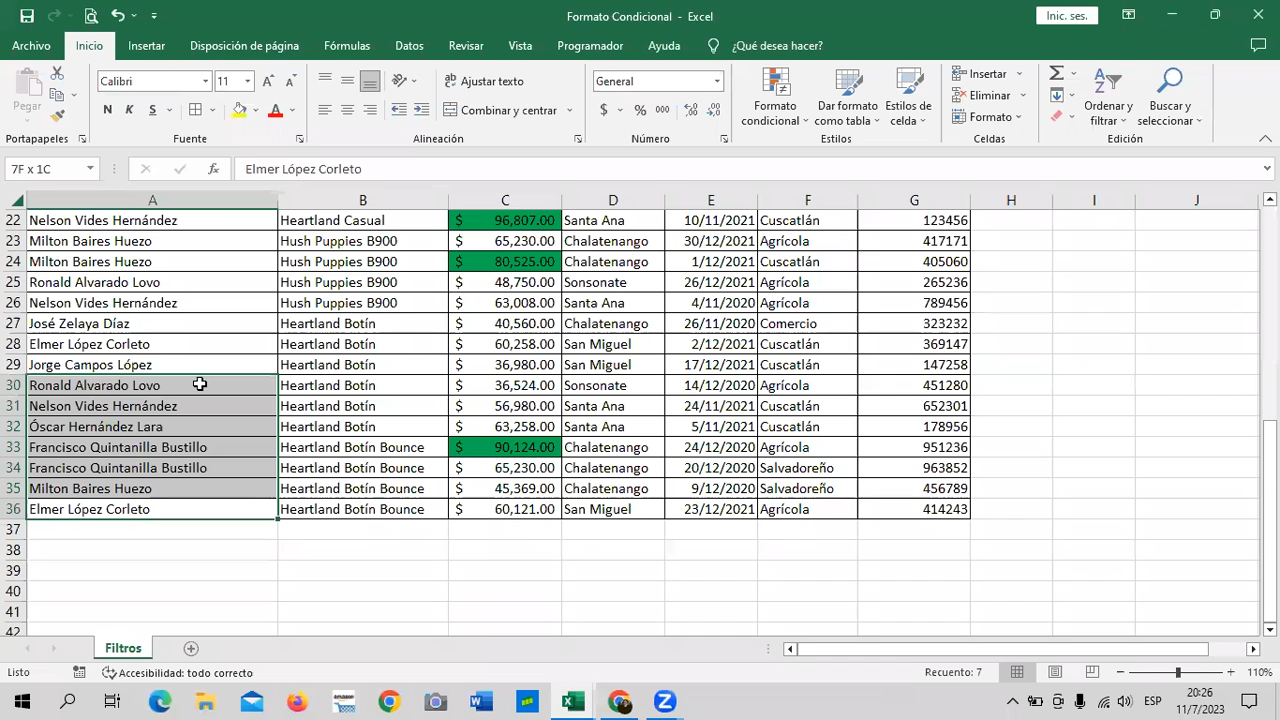 Formato Condicional - Excel
Inic. ses.
Archivo Inicio Insertar Disposición de página Fórmulas Datos Revisar Vista Programador Ayuda ¿Qué desea hacer?
Pegar
Calibri 11
N K S
Ajustar texto
Combinar y centrar
General
$ % 000
Formato condicional
Dar formato como tabla
Estilos de celda
Insertar
Eliminar
Formato
Ordenar y filtrar
Buscar y seleccionar
Portapapeles Fuente Alineación Número Estilos Celdas Edición
7F x 1C fx Elmer López Corleto
A B C D E F G H I J
22 Nelson Vides Hernández Heartland Casual $ 96,807.00 Santa Ana 10/11/2021 Cuscatlán 123456
23 Milton Baires Huezo Hush Puppies B900 $ 65,230.00 Chalatenango 30/12/2021 Agrícola 417171
24 Milton Baires Huezo Hush Puppies B900 $ 80,525.00 Chalatenango 1/12/2021 Cuscatlán 405060
25 Ronald Alvarado Lovo Hush Puppies B900 $ 48,750.00 Sonsonate 26/12/2021 Agrícola 265236
26 Nelson Vides Hernández Hush Puppies B900 $ 63,008.00 Santa Ana 4/11/2020 Agrícola 789456
27 José Zelaya Díaz Heartland Botín $ 40,560.00 Chalatenango 26/11/2020 Comercio 323232
28 Elmer López Corleto Heartland Botín $ 60,258.00 San Miguel 2/12/2021 Cuscatlán 369147
29 Jorge Campos López Heartland Botín $ 36,980.00 San Miguel 17/12/2021 Cuscatlán 147258
30 Ronald Alvarado Lovo Heartland Botín $ 36,524.00 Sonsonate 14/12/2020 Agrícola 451280
31 Nelson Vides Hernández Heartland Botín $ 56,980.00 Santa Ana 24/11/2021 Cuscatlán 652301
32 Óscar Hernández Lara Heartland Botín $ 63,258.00 Santa Ana 5/11/2021 Cuscatlán 178956
33 Francisco Quintanilla Bustillo Heartland Botín Bounce $ 90,124.00 Chalatenango 24/12/2020 Agrícola 951236
34 Francisco Quintanilla Bustillo Heartland Botín Bounce $ 65,230.00 Chalatenango 20/12/2020 Salvadoreño 963852
35 Milton Baires Huezo Heartland Botín Bounce $ 45,369.00 Chalatenango 9/12/2020 Salvadoreño 456789
36 Elmer López Corleto Heartland Botín Bounce $ 60,121.00 San Miguel 23/12/2021 Agrícola 414243
37
38
39
40
41
42
Filtros
Listo Accesibilidad: todo correcto Recuento: 7 110%
ESP 20:26
11/7/2023